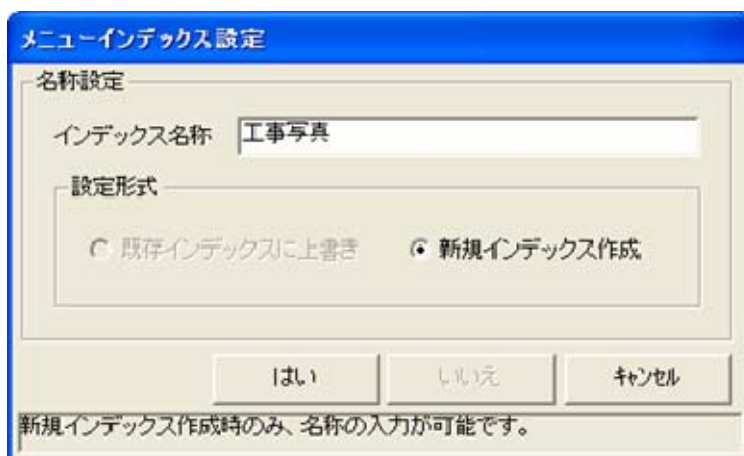 メニューインデックス設定
名称設定
インデックス名称 工事写真
設定形式
既存インデックスに上書き 新規インデックス作成
はい いいえ キャンセル
新規インデックス作成時のみ、名称の入力が可能です。